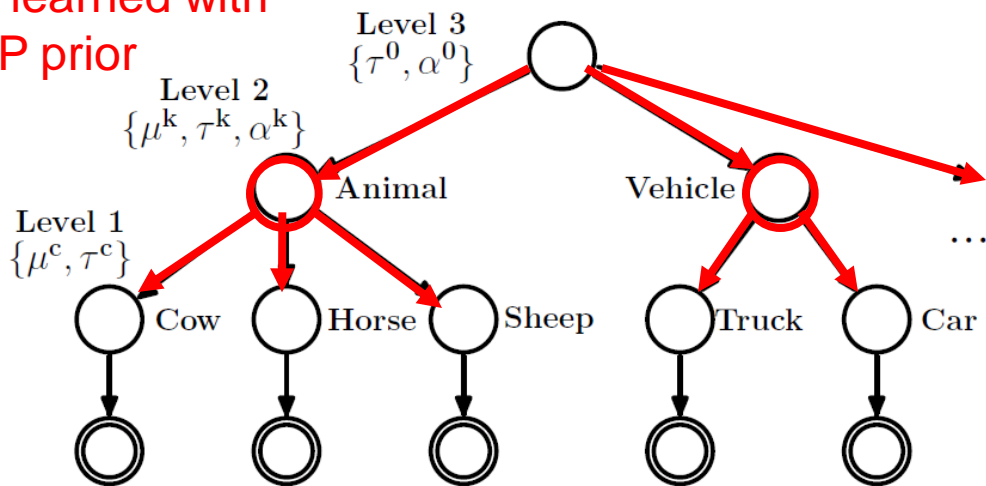 learned with
P prior
Level 3
{τ⁰, α⁰}
Level 2
{μᵏ, τᵏ, αᵏ}
Animal
Vehicle
Level 1
{μᶜ, τᶜ}
...
Cow
Horse
Sheep
Truck
Car